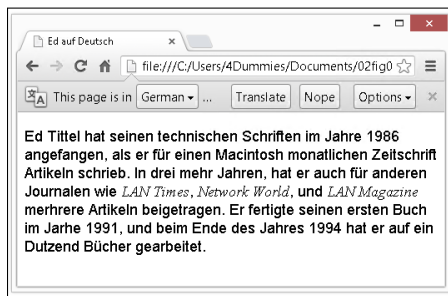 Ed auf Deutsch
file:///C:/Users/4Dummies/Documents/02fig0
This page is in German ... Translate Nope Options
Ed Tittel hat seinen technischen Schriften im Jahre 1986
angefangen, als er für einen Macintosh monatlichen Zeitschrift
Artikeln schrieb. In drei mehr Jahren, hat er auch für anderen
Journalen wie LAN Times, Network World, und LAN Magazine
merhrere Artikeln beigetragen. Er fertigte seinen ersten Buch
im Jarhe 1991, und beim Ende des Jahres 1994 hat er auf ein
Dutzend Bücher gearbeitet.